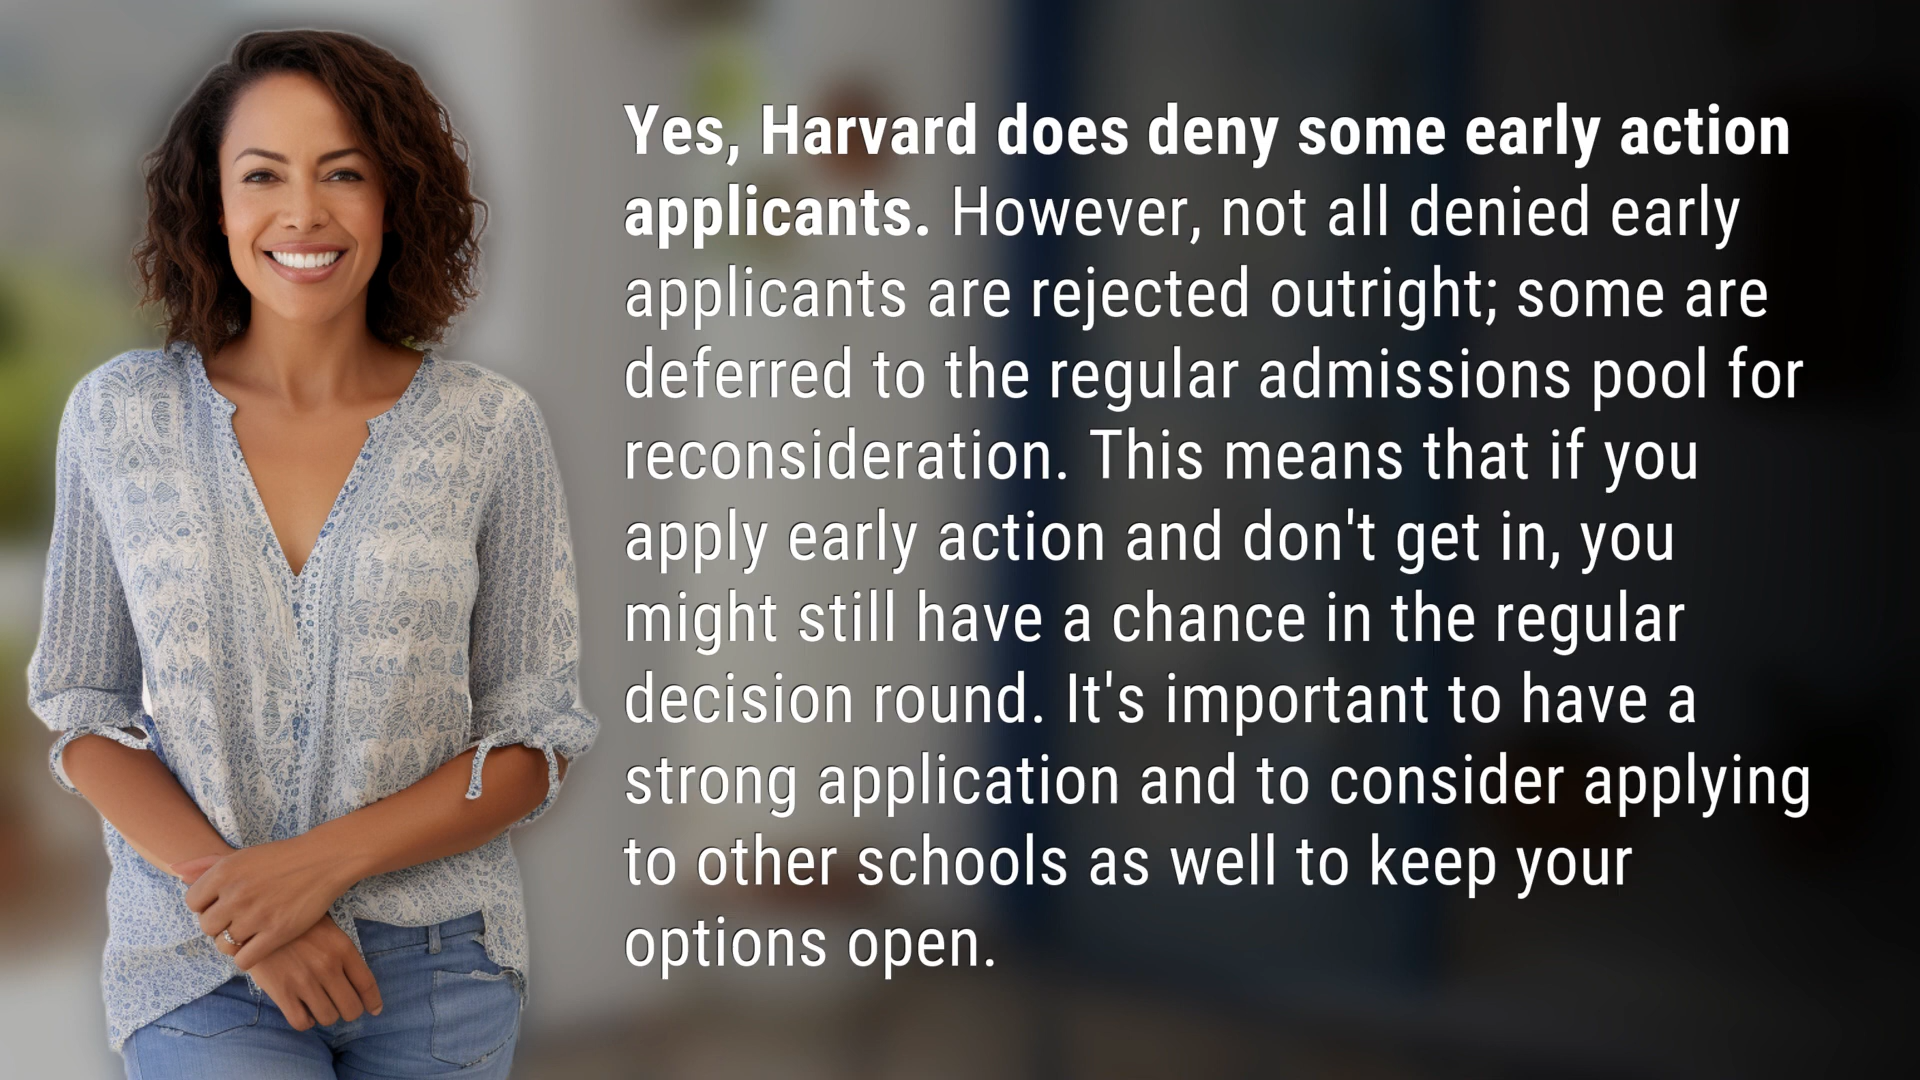 Yes, Harvard does deny some early action
applicants. However, not all denied early
applicants are rejected outright; some are
deferred to the regular admissions pool for
reconsideration. This means that if you
apply early action and don't get in, you
might still have a chance in the regular
decision round. It's important to have a
strong application and to consider applying
to other schools as well to keep your
options open.